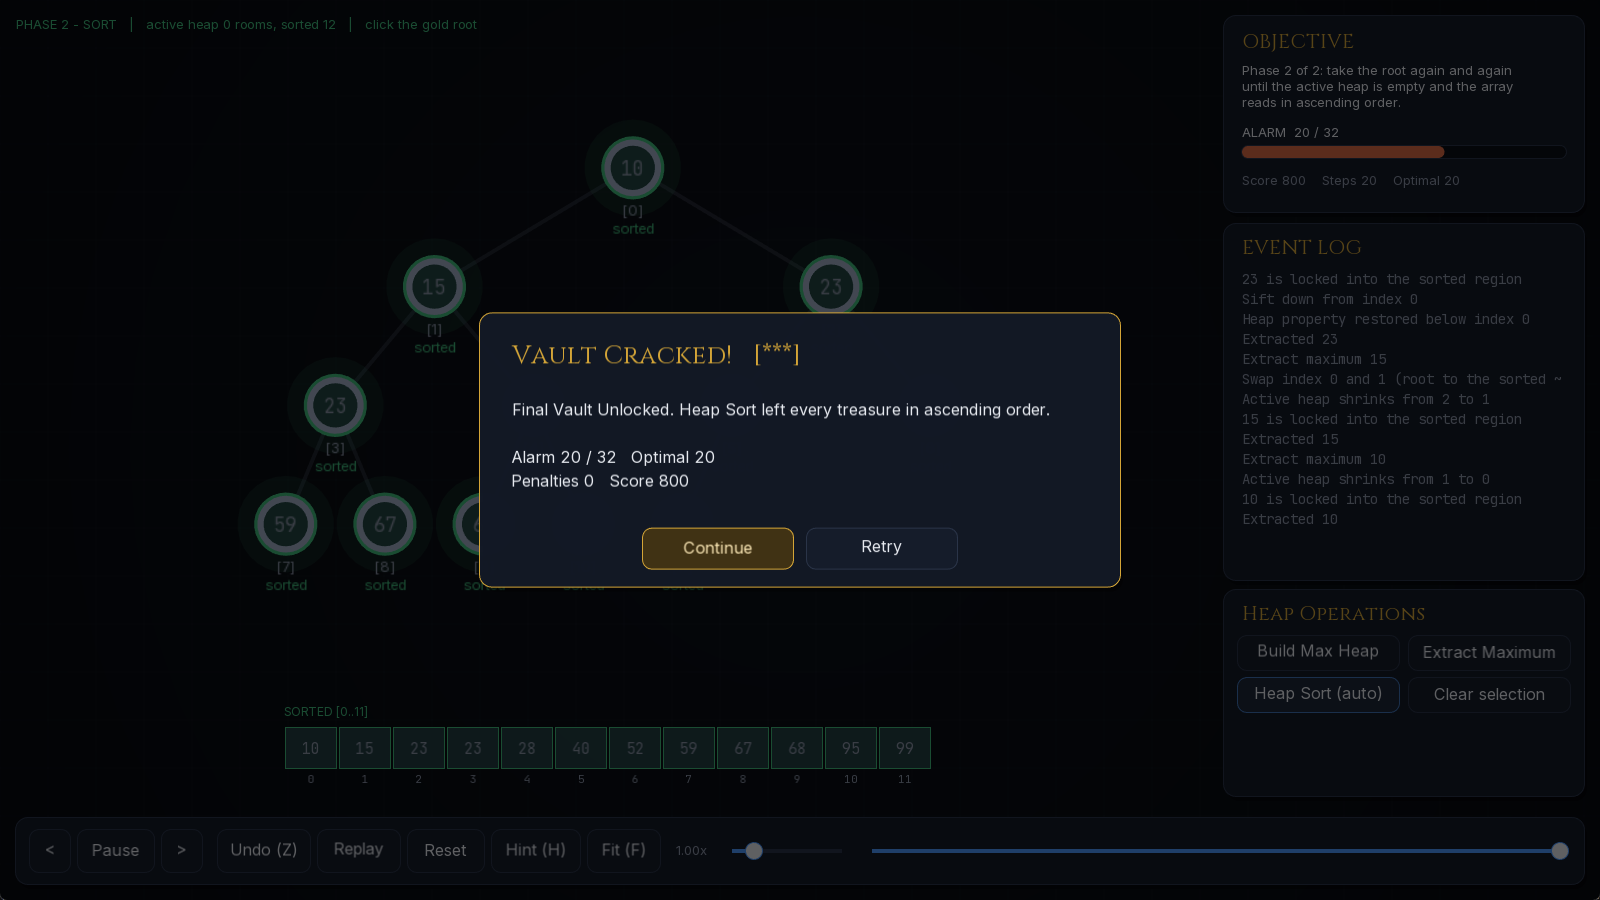 PHASE 2 - SORT | active heap 0 rooms, sorted 12 | click the gold root
10
[0]
sorted
15
[1]
sorted
23
23
[3]
sorted
59
[7]
sorted
67
[8]
sorted
Vault Cracked! [***]
Final Vault Unlocked. Heap Sort left every treasure in ascending order.
Alarm 20 / 32 Optimal 20
Penalties 0 Score 800
Continue
Retry
SORTED [0..11]
10 15 23 23 28 40 52 59 67 68 95 99
0 1 2 3 4 5 6 7 8 9 10 11
OBJECTIVE
Phase 2 of 2: take the root again and again
until the active heap is empty and the array
reads in ascending order.
ALARM 20 / 32
Score 800 Steps 20 Optimal 20
EVENT LOG
23 is locked into the sorted region
Sift down from index 0
Heap property restored below index 0
Extracted 23
Extract maximum 15
Swap index 0 and 1 (root to the sorted ~
Active heap shrinks from 2 to 1
15 is locked into the sorted region
Extracted 15
Extract maximum 10
Active heap shrinks from 1 to 0
10 is locked into the sorted region
Extracted 10
Heap Operations
Build Max Heap
Extract Maximum
Heap Sort (auto)
Clear selection
< Pause > Undo (Z) Replay Reset Hint (H) Fit (F) 1.00x